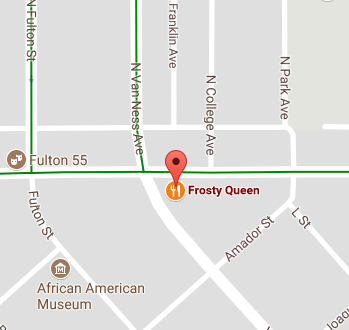 N Fulton St
Franklin Ave
N Van Ness Ave
N College Ave
N Park Ave
Fulton 55
Frosty Queen
Fulton St
Amador St
L St
African American
Museum